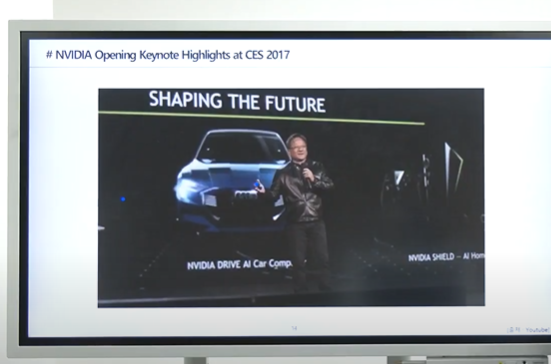 # NVIDIA Opening Keynote Highlights at CES 2017
SHAPING THE FUTURE
NVIDIA DRIVE AI Car Comp.
NVIDIA SHIELD – AI Hom
Youtube